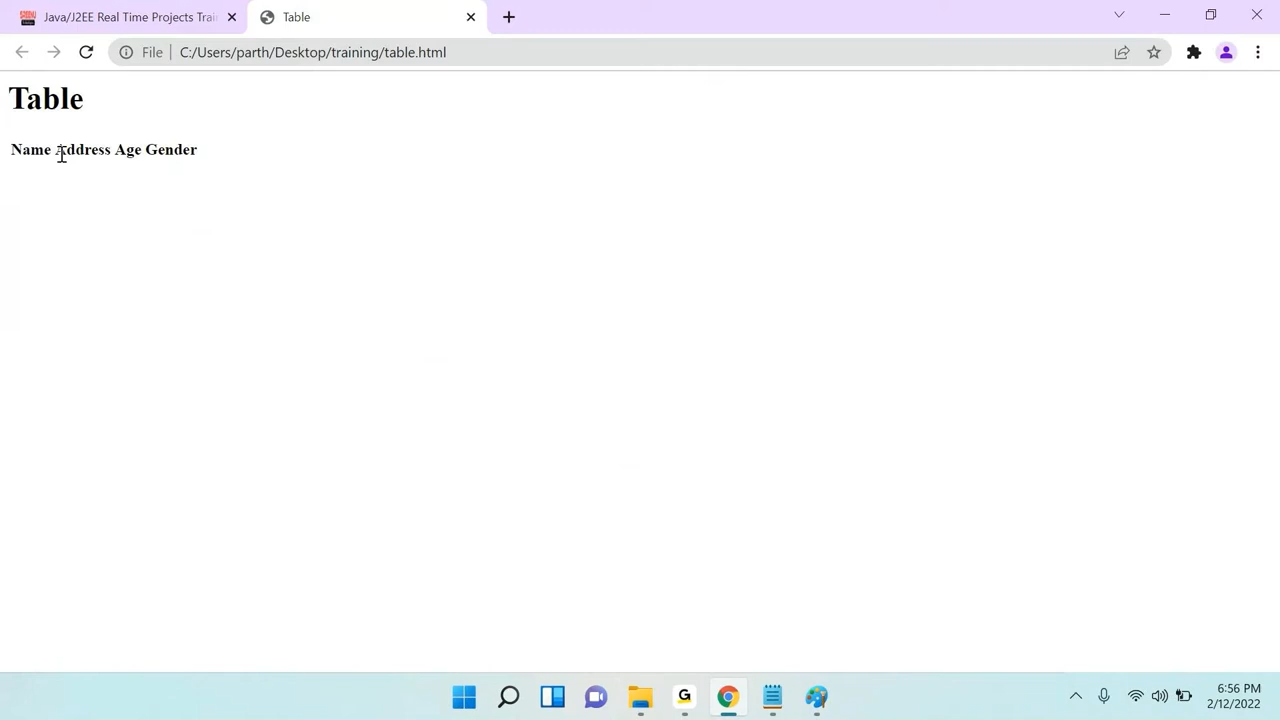 Java/J2EE Real Time Projects Trai
Table
File
C:/Users/parth/Desktop/training/table.html
Table
Name Address Age Gender
G
6:56 PM
2/12/2022